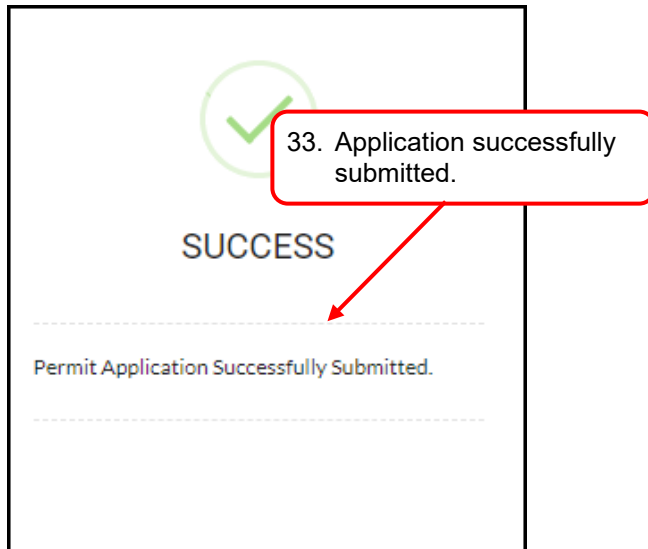 33. Application successfully
submitted.
SUCCESS
Permit Application Successfully Submitted.